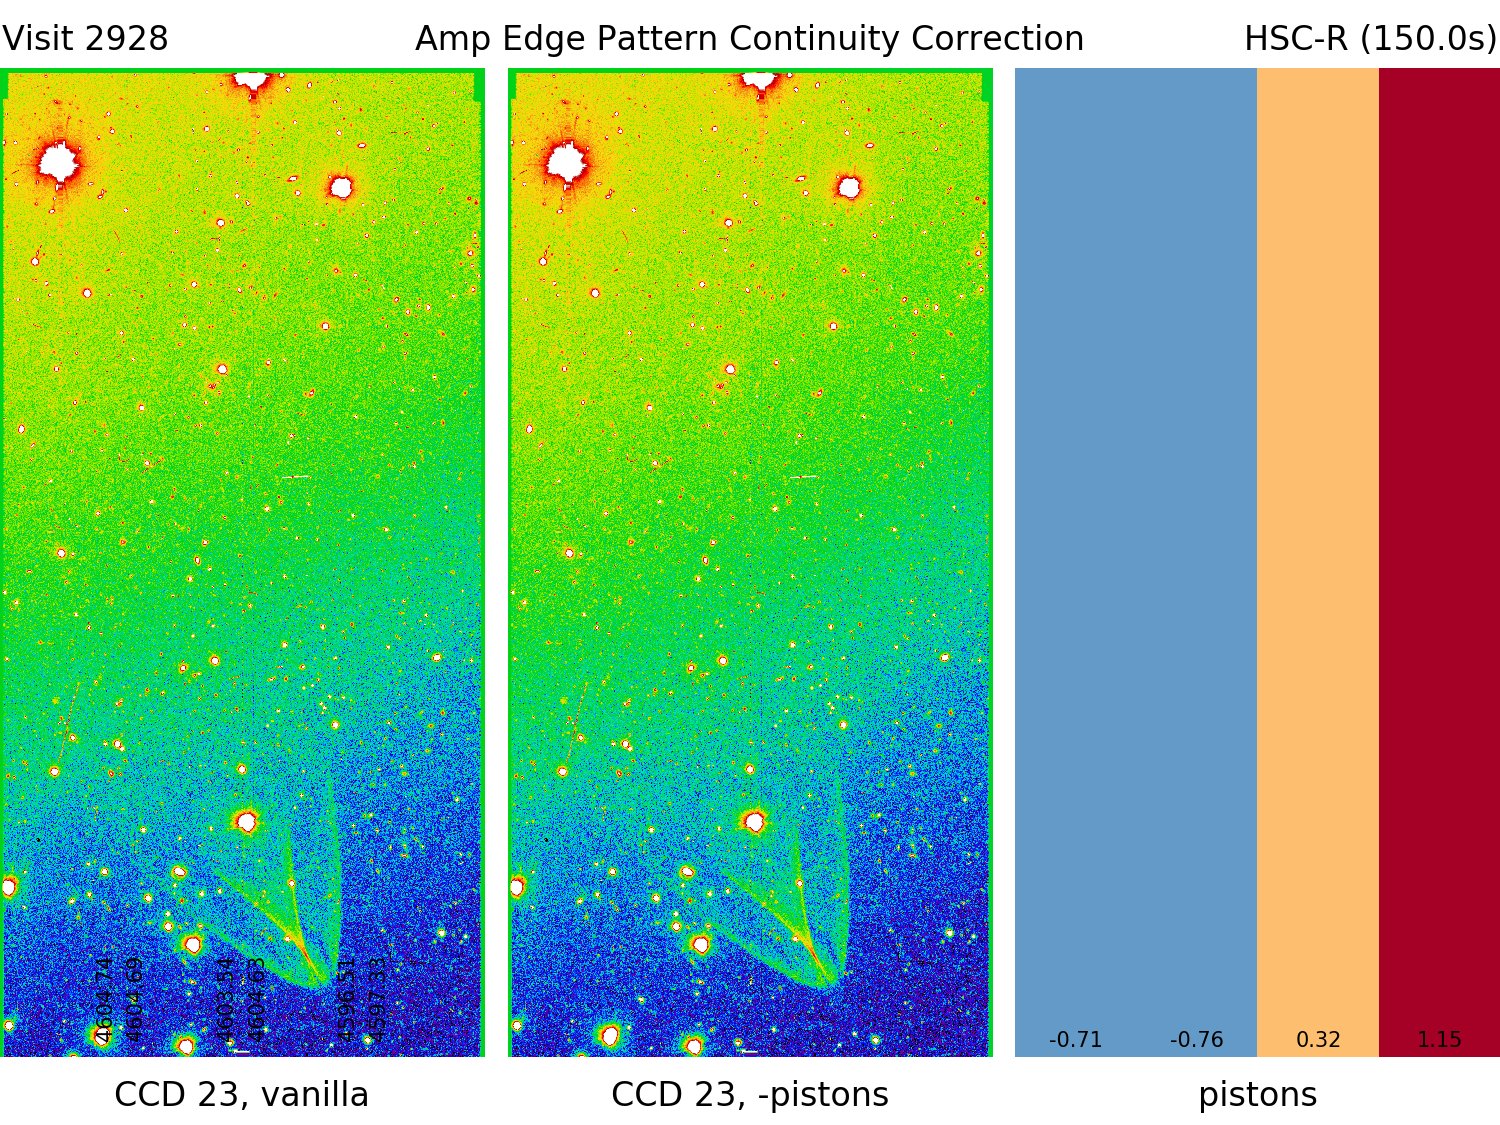 Visit 2928 Amp Edge Pattern Continuity Correction HSC-R (150.0s)
4604.74
4604.69
4603.54
4604.63
4596.51
4597.33
-0.71 -0.76 0.32 1.15
CCD 23, vanilla CCD 23, -pistons pistons